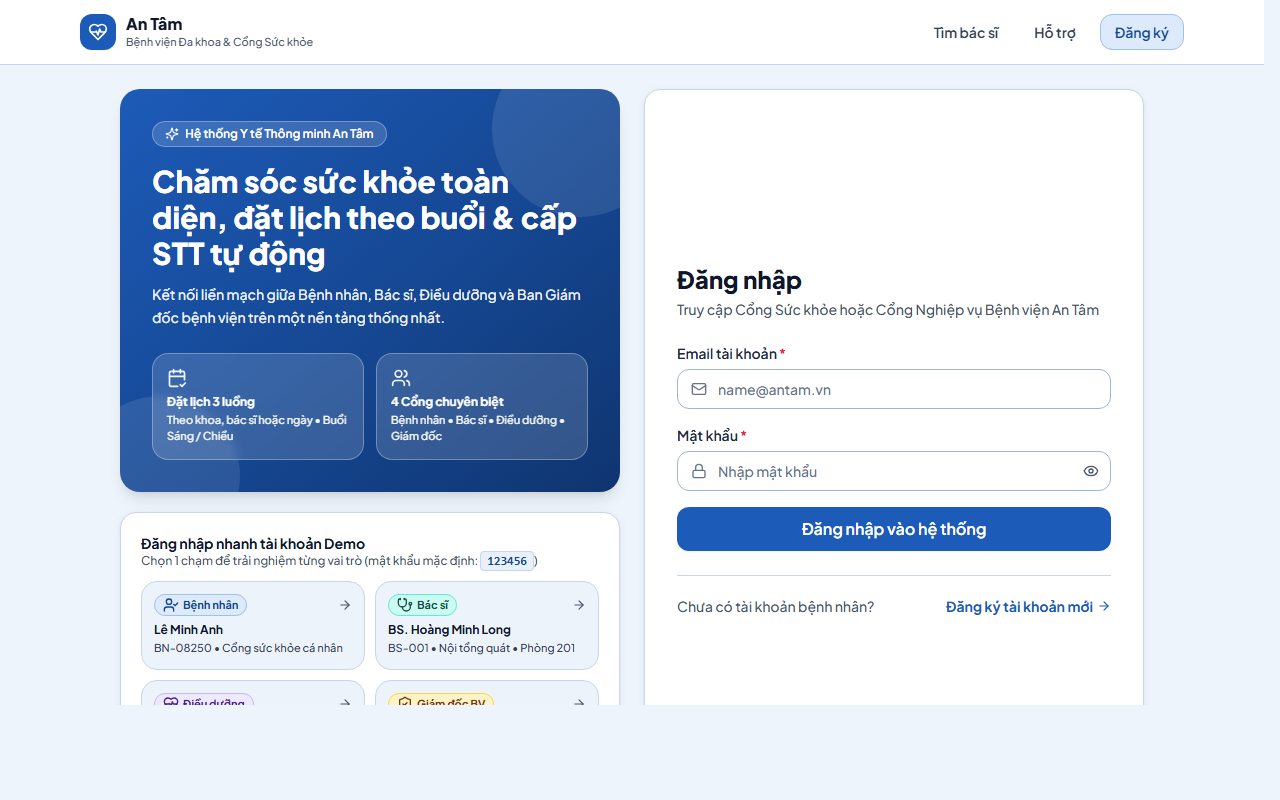 An Tâm
Bệnh viện Đa khoa & Cổng Sức khỏe
Tìm bác sĩ
Hỗ trợ
Đăng ký
Hệ thống Y tế Thông minh An Tâm
Chăm sóc sức khỏe toàn
diện, đặt lịch theo buổi & cấp
STT tự động
Kết nối liền mạch giữa Bệnh nhân, Bác sĩ, Điều dưỡng và Ban Giám
đốc bệnh viện trên một nền tảng thống nhất.
Đặt lịch 3 luồng
Theo khoa, bác sĩ hoặc ngày • Buổi
Sáng / Chiều
4 Cổng chuyên biệt
Bệnh nhân • Bác sĩ • Điều dưỡng •
Giám đốc
Đăng nhập nhanh tài khoản Demo
Chọn 1 chạm để trải nghiệm từng vai trò (mật khẩu mặc định: 123456)
Bệnh nhân
Lê Minh Anh
BN-08250 • Cổng sức khỏe cá nhân
Bác sĩ
BS. Hoàng Minh Long
BS-001 • Nội tổng quát • Phòng 201
Điều dưỡng
Giám đốc BV
Đăng nhập
Truy cập Cổng Sức khỏe hoặc Cổng Nghiệp vụ Bệnh viện An Tâm
Email tài khoản *
name@antam.vn
Mật khẩu *
Nhập mật khẩu
Đăng nhập vào hệ thống
Chưa có tài khoản bệnh nhân?
Đăng ký tài khoản mới